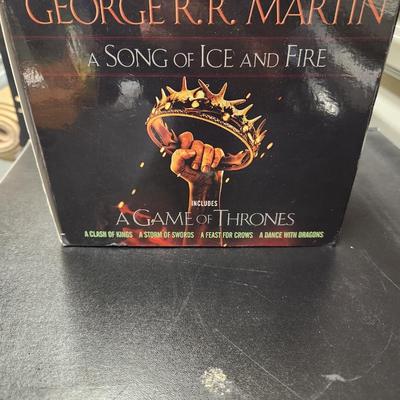 GEORGE R.R. MARTIN
A SONG OF ICE AND FIRE
INCLUDES
A GAME OF THRONES
A CLASH OF KINGS A STORM OF SWORDS A FEAST FOR CROWS A DANCE WITH DRAGONS